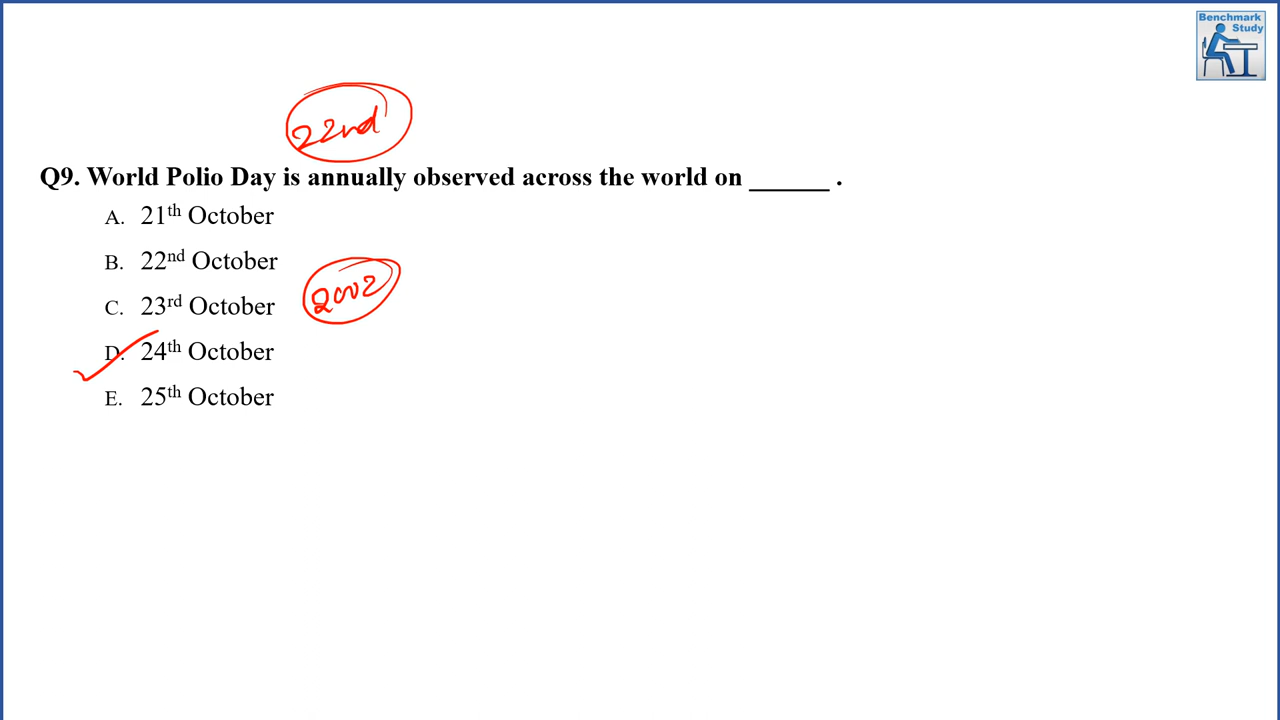 Benchmark
Study
22nd
Q9. World Polio Day is annually observed across the world on ______ .
A. 21th October
B. 22nd October
C. 23rd October
2002
D. 24th October
E. 25th October